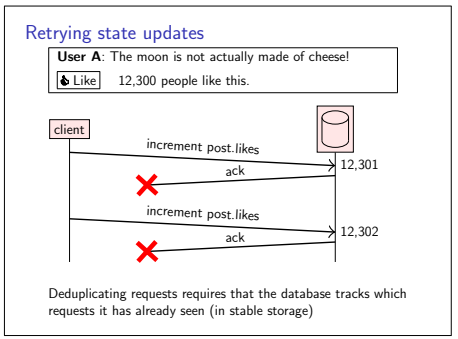 Retrying state updates
User A: The moon is not actually made of cheese!
Like 12,300 people like this.
client
increment post.likes
12,301
ack
increment post.likes
12,302
ack
Deduplicating requests requires that the database tracks which
requests it has already seen (in stable storage)